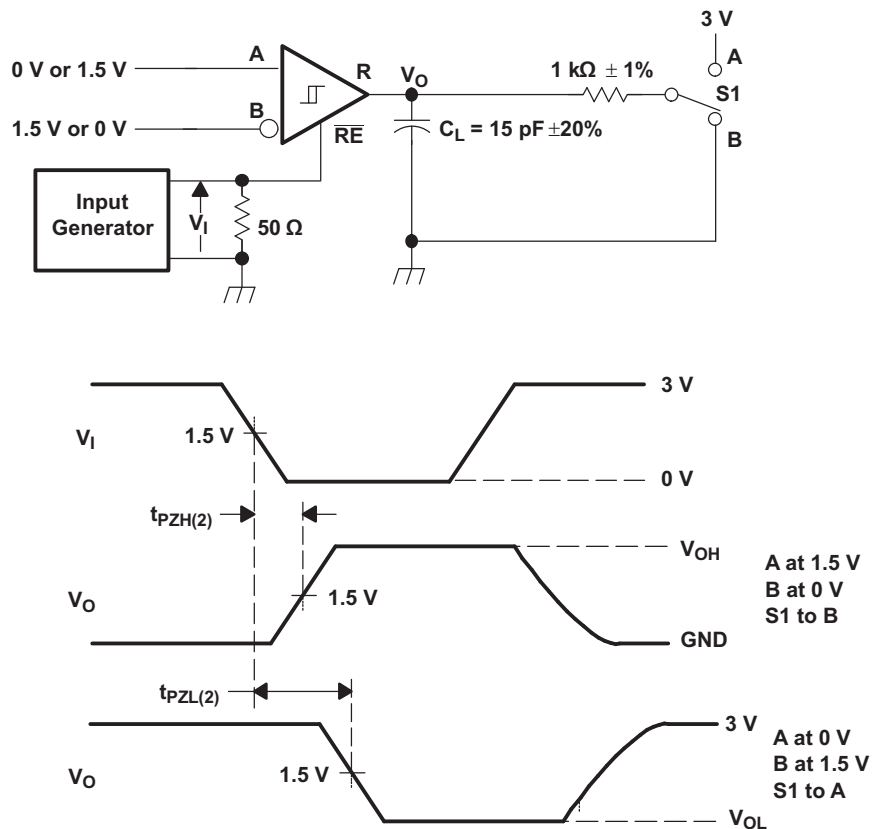 3 V
A
0 V or 1.5 V
A
R
V_O
1 kΩ ± 1%
S1
B
1.5 V or 0 V
R̅E̅
C_L = 15 pF ±20%
B
Input
Generator
V_I
50 Ω
3 V
V_I
1.5 V
0 V
t_PZH(2)
V_OH
A at 1.5 V
B at 0 V
S1 to B
V_O
1.5 V
GND
t_PZL(2)
3 V
A at 0 V
B at 1.5 V
S1 to A
V_O
1.5 V
V_OL